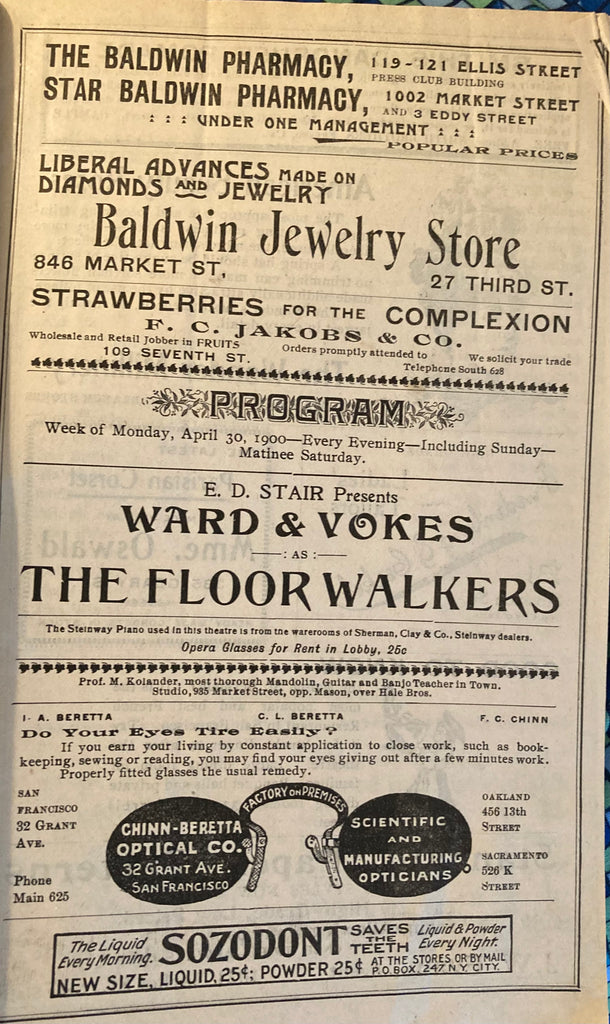 THE BALDWIN PHARMACY, 119-121 ELLIS STREET
PRESS CLUB BUILDING
STAR BALDWIN PHARMACY, 1002 MARKET STREET
AND 3 EDDY STREET
: : : UNDER ONE MANAGEMENT : : :
POPULAR PRICES
LIBERAL ADVANCES MADE ON
DIAMONDS AND JEWELRY
Baldwin Jewelry Store
846 MARKET ST, 27 THIRD ST.
STRAWBERRIES FOR THE COMPLEXION
F. C. JAKOBS & CO.
Wholesale and Retail Jobber in FRUITS Orders promptly attended to We solicit your trade
109 SEVENTH ST. Telephone South 628
PROGRAM
Week of Monday, April 30, 1900—Every Evening—Including Sunday—
Matinee Saturday.
E. D. STAIR Presents
WARD & VOKES
——: AS :——
THE FLOOR WALKERS
The Steinway Piano used in this theatre is from the warerooms of Sherman, Clay & Co., Steinway dealers.
Opera Glasses for Rent in Lobby, 25c
Prof. M. Kolander, most thorough Mandolin, Guitar and Banjo Teacher in Town.
Studio, 935 Market Street, opp. Mason, over Hale Bros.
I. A. BERETTA C. L. BERETTA F. C. CHINN
Do Your Eyes Tire Easily?
If you earn your living by constant application to close work, such as book-
keeping, sewing or reading, you may find your eyes giving out after a few minutes work.
Properly fitted glasses the usual remedy.
SAN
FRANCISCO
32 GRANT
AVE.
Phone
Main 625
FACTORY ON PREMISES
CHINN-BERETTA
OPTICAL CO.
32 GRANT AVE.
SAN FRANCISCO
SCIENTIFIC
AND
MANUFACTURING
OPTICIANS
OAKLAND
456 13th
STREET
SACRAMENTO
526 K
STREET
The Liquid
Every Morning.
SOZODONT
SAVES
THE
TEETH
Liquid & Powder
Every Night.
NEW SIZE, LIQUID, 25¢; POWDER 25¢
AT THE STORES OR BY MAIL
P.O. BOX, 247 N.Y. CITY.